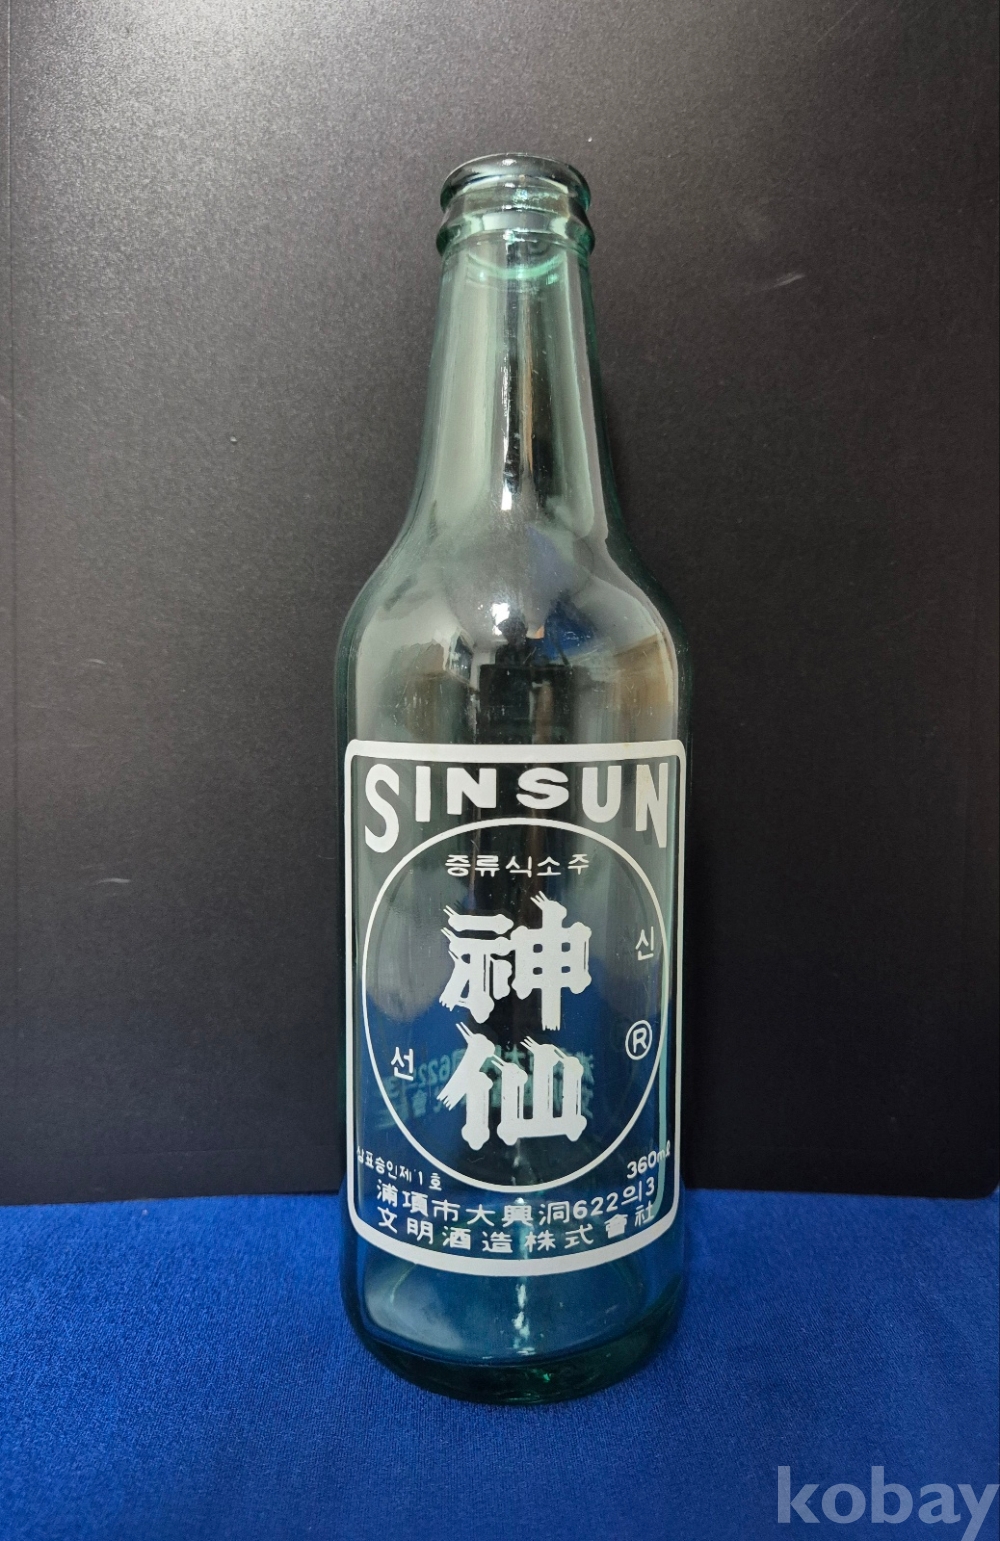 SINSUN
증류식소주
神仙
신
선
®
상표승인제1호
360㎖
浦項市大興洞622의3
文明酒造株式會社
kobay